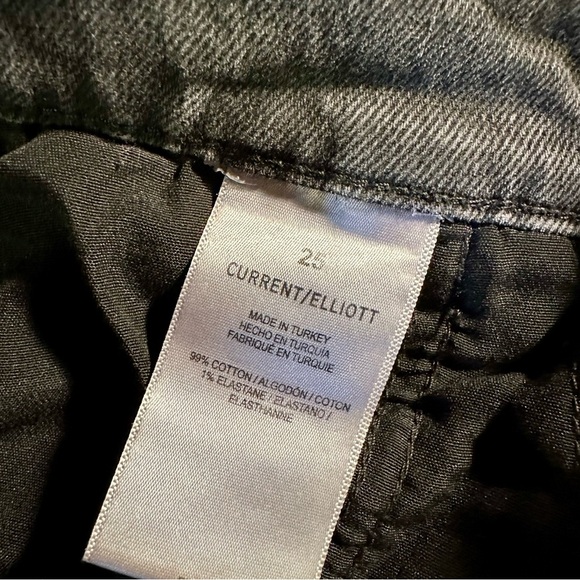 25
CURRENT/ELLIOTT
MADE IN TURKEY
HECHO EN TURQUÍA
FABRIQUÉ EN TURQUIE
99% COTTON / ALGODÓN / COTON
1% ELASTANE / ELASTANO /
ELASTHANNE